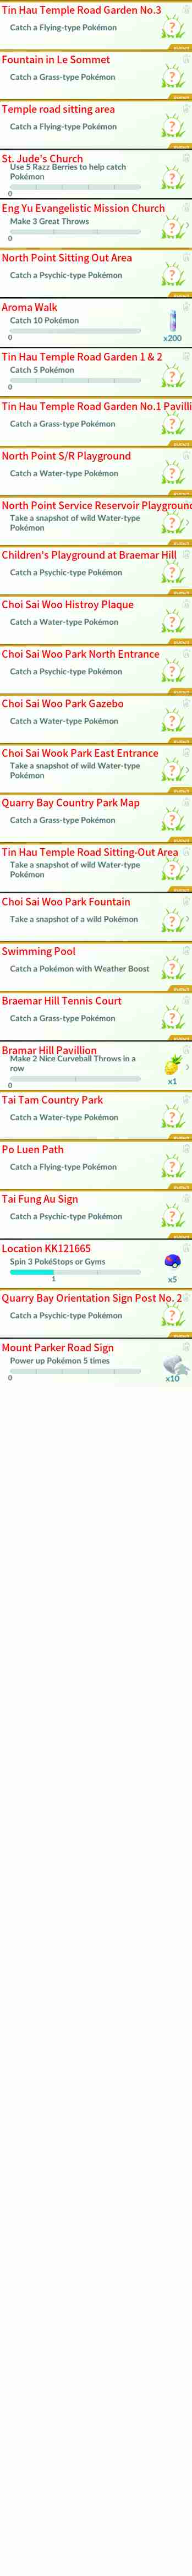 Tin Hau Temple Road Garden No.3
Catch a Flying-type Pokémon
Fountain in Le Sommet
Catch a Grass-type Pokémon
Temple road sitting area
Catch a Flying-type Pokémon
St. Jude's Church
Use 5 Razz Berries to help catch
Pokémon
0
Eng Yu Evangelistic Mission Church
Make 3 Great Throws
0
North Point Sitting Out Area
Catch a Psychic-type Pokémon
Aroma Walk
Catch 10 Pokémon
0
x200
Tin Hau Temple Road Garden 1 & 2
Catch 5 Pokémon
0
Tin Hau Temple Road Garden No.1 Pavilli
Catch a Grass-type Pokémon
North Point S/R Playground
Catch a Water-type Pokémon
North Point Service Reservoir Playground
Take a snapshot of wild Water-type
Pokémon
Children's Playground at Braemar Hill
Catch a Psychic-type Pokémon
Choi Sai Woo Histroy Plaque
Catch a Water-type Pokémon
Choi Sai Woo Park North Entrance
Catch a Psychic-type Pokémon
Choi Sai Woo Park Gazebo
Catch a Water-type Pokémon
Choi Sai Wook Park East Entrance
Take a snapshot of wild Water-type
Pokémon
Quarry Bay Country Park Map
Catch a Grass-type Pokémon
Tin Hau Temple Road Sitting-Out Area
Take a snapshot of wild Water-type
Pokémon
Choi Sai Woo Park Fountain
Take a snapshot of a wild Pokémon
Swimming Pool
Catch a Pokémon with Weather Boost
Braemar Hill Tennis Court
Catch a Grass-type Pokémon
Bramar Hill Pavillion
Make 2 Nice Curveball Throws in a
row
0
x1
Tai Tam Country Park
Catch a Water-type Pokémon
Po Luen Path
Catch a Flying-type Pokémon
Tai Fung Au Sign
Catch a Psychic-type Pokémon
Location KK121665
Spin 3 PokéStops or Gyms
1
x5
Quarry Bay Orientation Sign Post No. 2
Catch a Psychic-type Pokémon
Mount Parker Road Sign
Power up Pokémon 5 times
0
x10